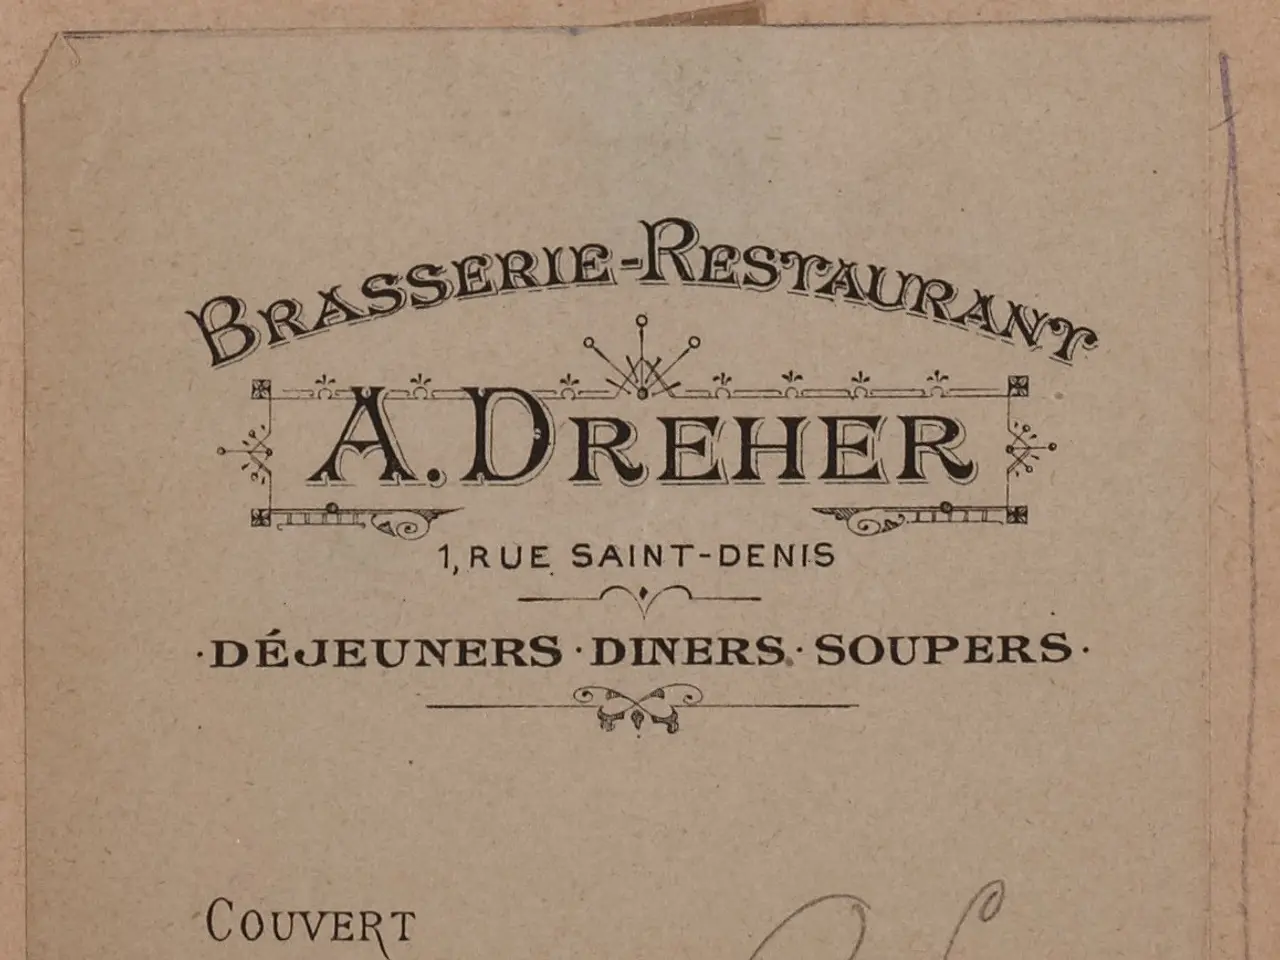 BRASSERIE-RESTAURANT
A. DREHER
1, RUE SAINT-DENIS
·DÉJEUNERS·DINERS·SOUPERS·
COUVERT